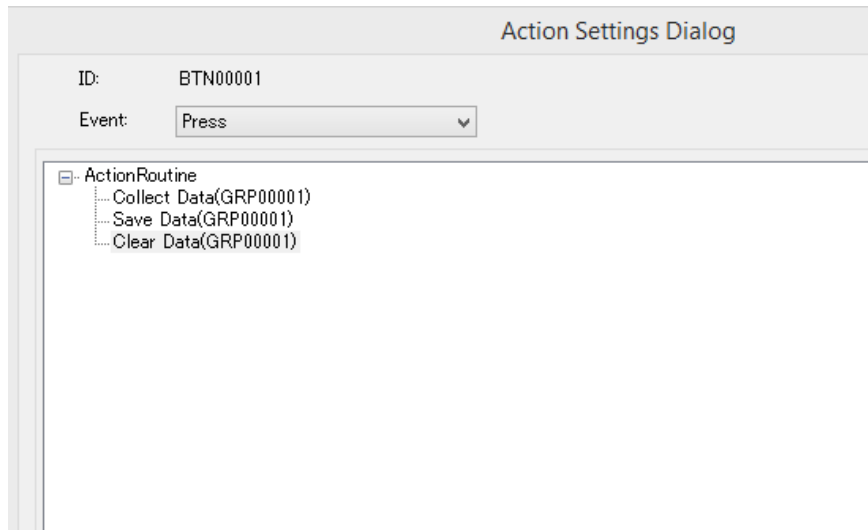 Action Settings Dialog
ID: BTN00001
Event: Press
ActionRoutine
Collect Data(GRP00001)
Save Data(GRP00001)
Clear Data(GRP00001)